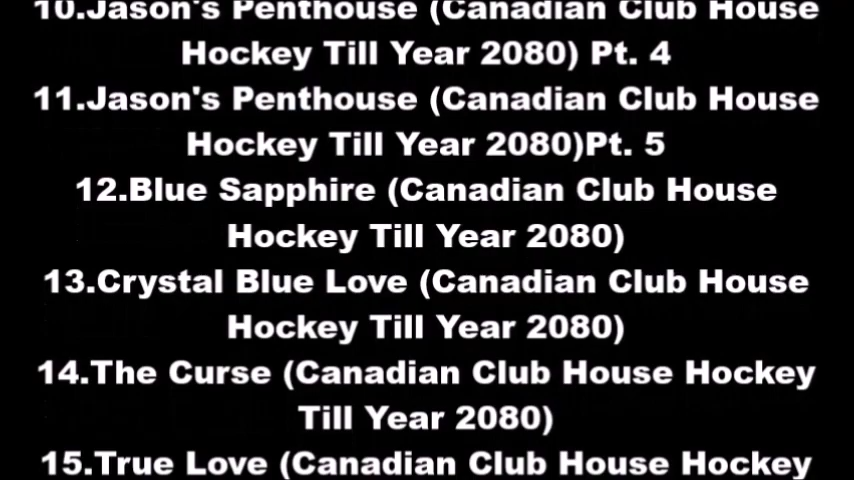 10.Jason's Penthouse (Canadian Club House
Hockey Till Year 2080) Pt. 4
11.Jason's Penthouse (Canadian Club House
Hockey Till Year 2080)Pt. 5
12.Blue Sapphire (Canadian Club House
Hockey Till Year 2080)
13.Crystal Blue Love (Canadian Club House
Hockey Till Year 2080)
14.The Curse (Canadian Club House Hockey
Till Year 2080)
15.True Love (Canadian Club House Hockey